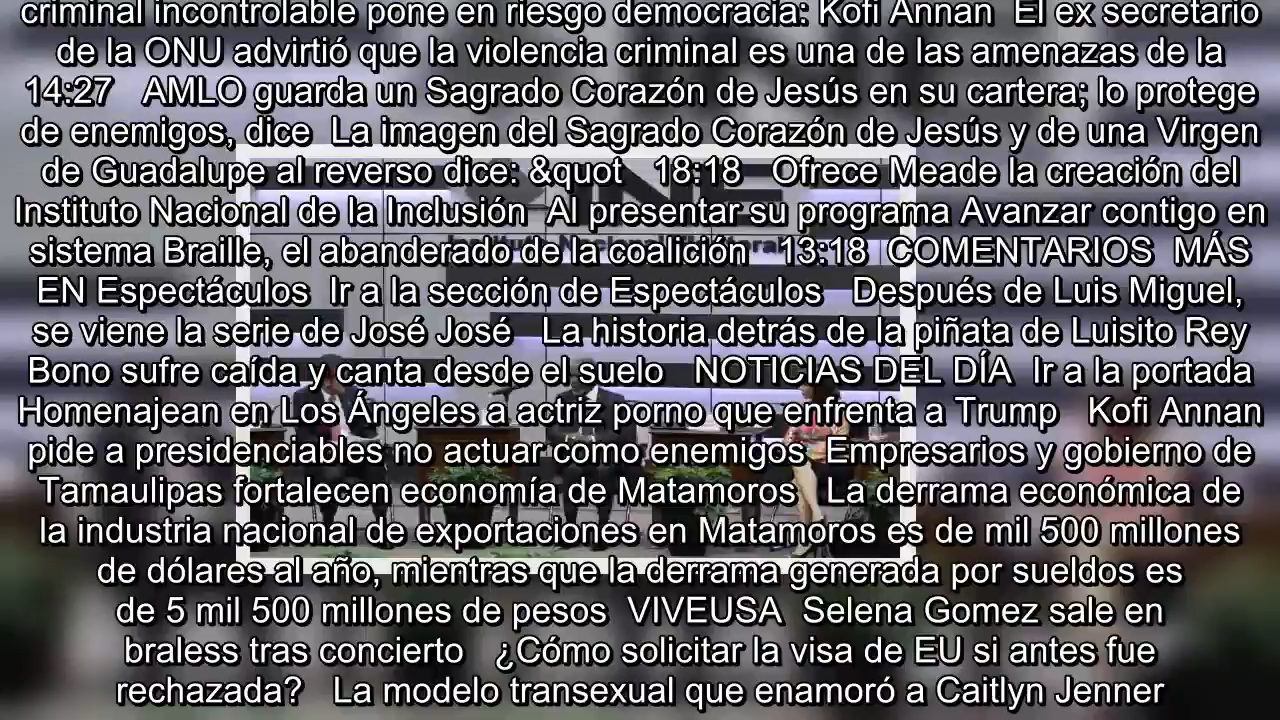 criminal incontrolable pone en riesgo democracia: Kofi Annan  El ex secretario
de la ONU advirtió que la violencia criminal es una de las amenazas de la
14:27   AMLO guarda un Sagrado Corazón de Jesús en su cartera; lo protege
de enemigos, dice  La imagen del Sagrado Corazón de Jesús y de una Virgen
de Guadalupe al reverso dice: &quot   18:18   Ofrece Meade la creación del
Instituto Nacional de la Inclusión  Al presentar su programa Avanzar contigo en
sistema Braille, el abanderado de la coalición   13:18  COMENTARIOS  MÁS
EN Espectáculos  Ir a la sección de Espectáculos   Después de Luis Miguel,
se viene la serie de José José   La historia detrás de la piñata de Luisito Rey
Bono sufre caída y canta desde el suelo   NOTICIAS DEL DÍA  Ir a la portada
Homenajean en Los Ángeles a actriz porno que enfrenta a Trump   Kofi Annan
pide a presidenciables no actuar como enemigos  Empresarios y gobierno de
Tamaulipas fortalecen economía de Matamoros   La derrama económica de
la industria nacional de exportaciones en Matamoros es de mil 500 millones
de dólares al año, mientras que la derrama generada por sueldos es
de 5 mil 500 millones de pesos  VIVEUSA  Selena Gomez sale en
braless tras concierto   ¿Cómo solicitar la visa de EU si antes fue
rechazada?   La modelo transexual que enamoró a Caitlyn Jenner